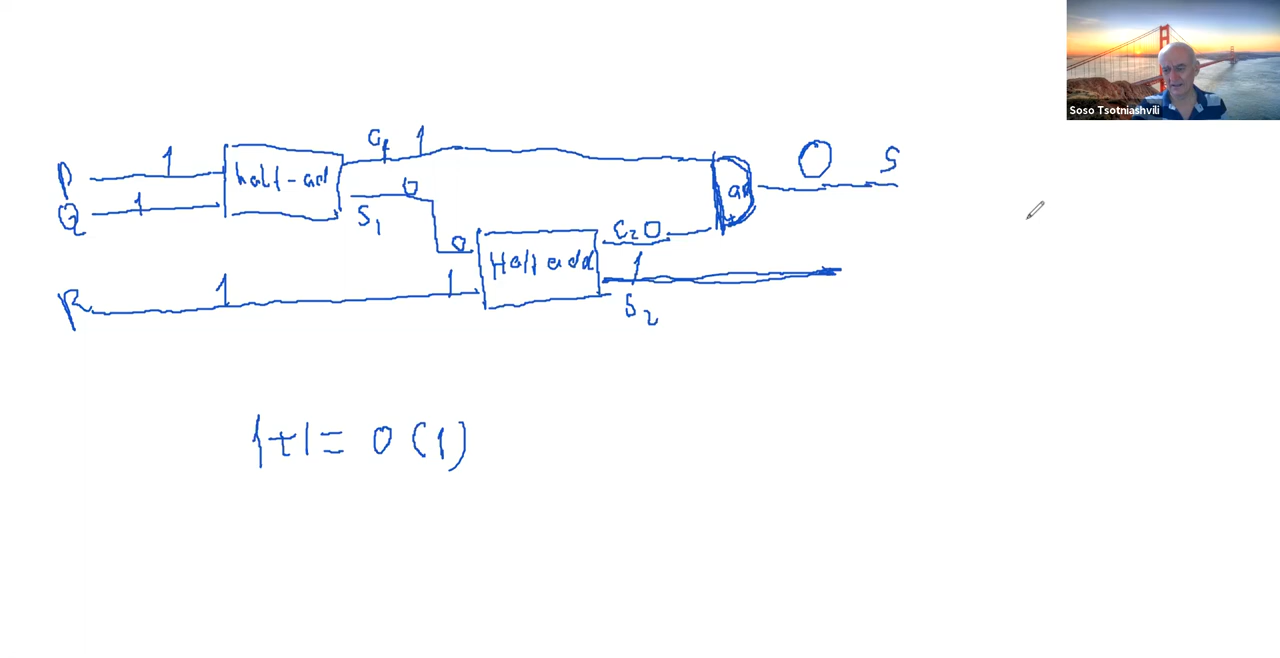 Soso Tsotniashvili
P 1 half-ad C1 1 an O S
Q 1 S1 0
0 Half add C2 0
R 1 1 1
S2
1+1= 0 (1)